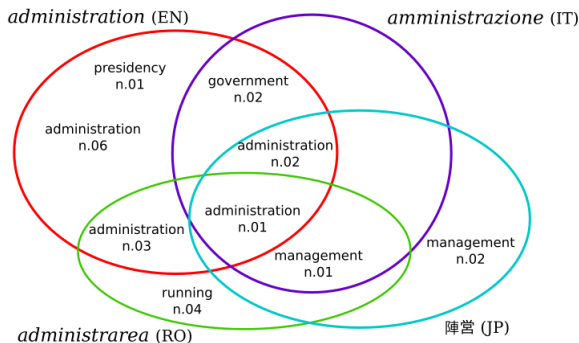 administration (EN)
amministrazione (IT)
presidency
n.01
government
n.02
administration
n.06
administration
n.02
administration
n.01
administration
n.03
management
n.01
management
n.02
running
n.04
administrarea (RO)
陣営 (JP)